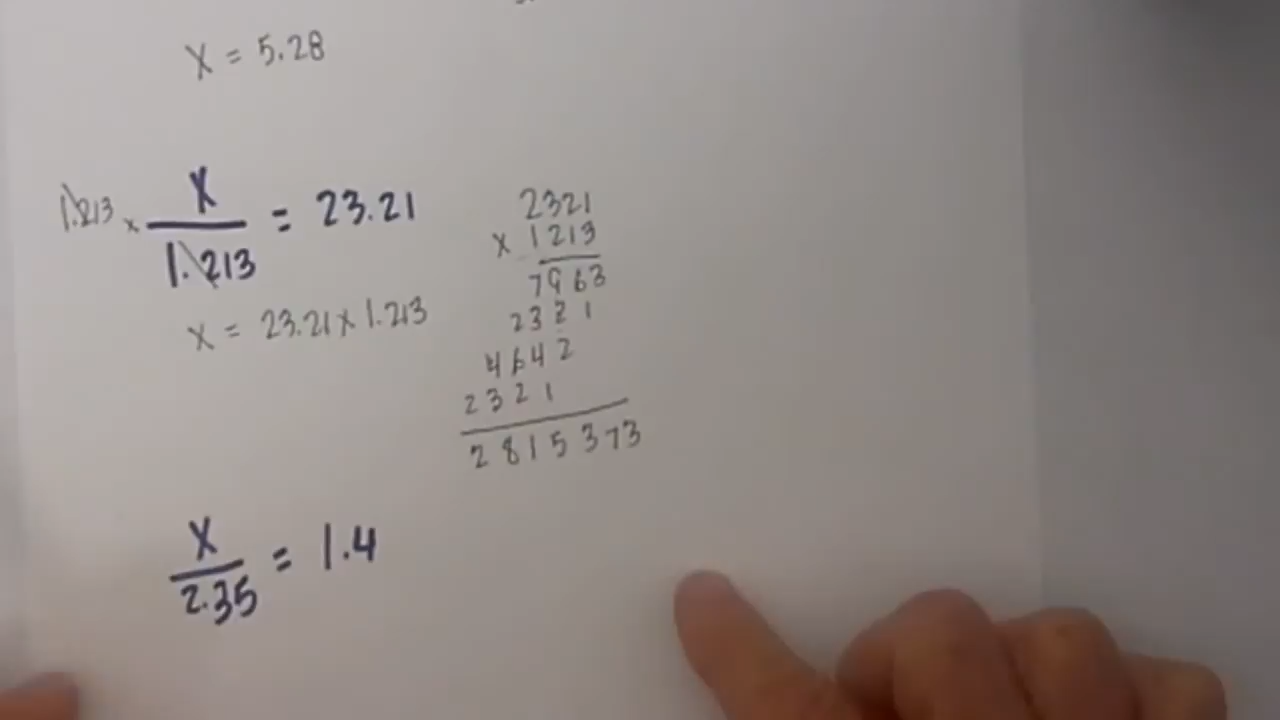 X = 5.28
1.213 x X / 1.213 = 23.21
X = 23.21 x 1.213
2321
x 1213
7963
2321
4642
2321
2815373
X / 2.35 = 1.4